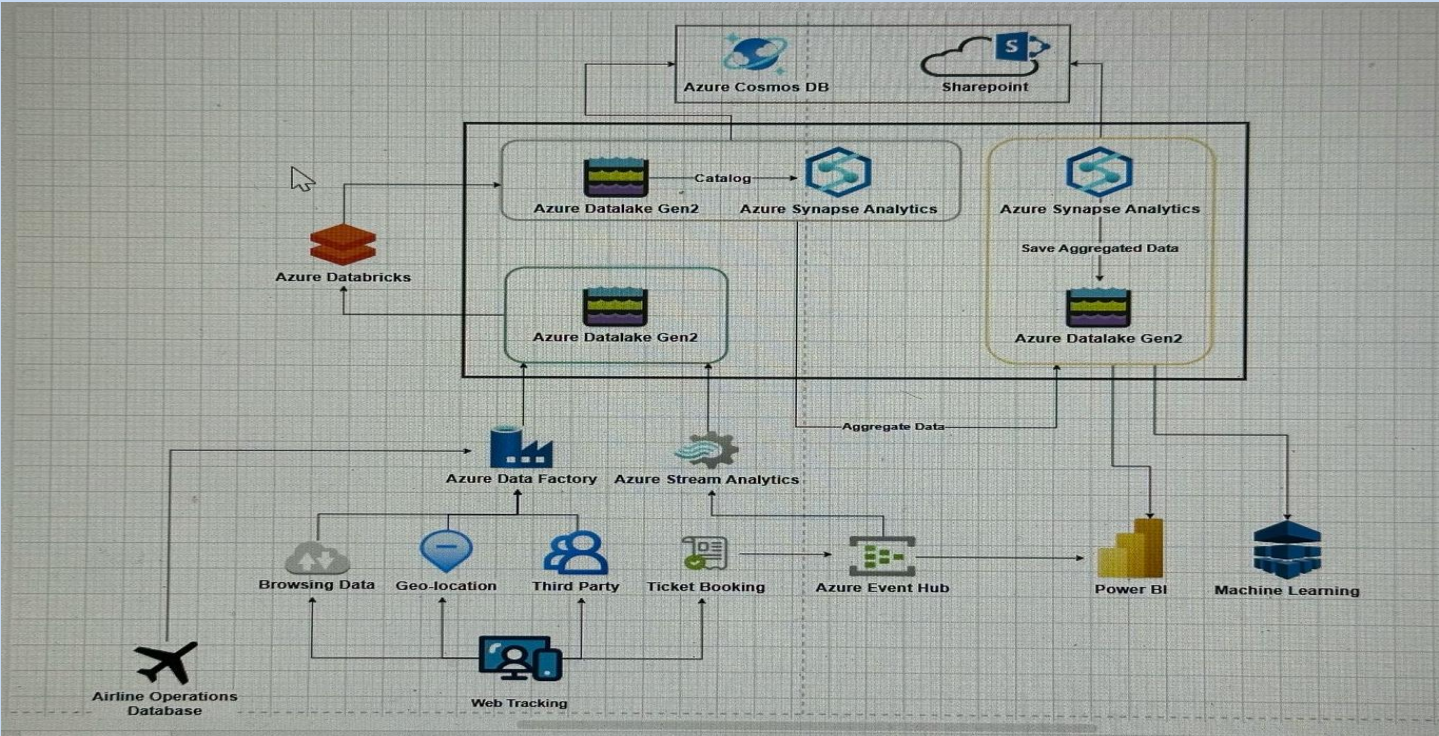 Azure Cosmos DB
Sharepoint
S
Catalog
Azure Datalake Gen2
Azure Synapse Analytics
Azure Synapse Analytics
Save Aggregated Data
Azure Databricks
Azure Datalake Gen2
Azure Datalake Gen2
Aggregate Data
Azure Data Factory
Azure Stream Analytics
Browsing Data
Geo-location
Third Party
Ticket Booking
Azure Event Hub
Power BI
Machine Learning
Airline Operations
Database
Web Tracking